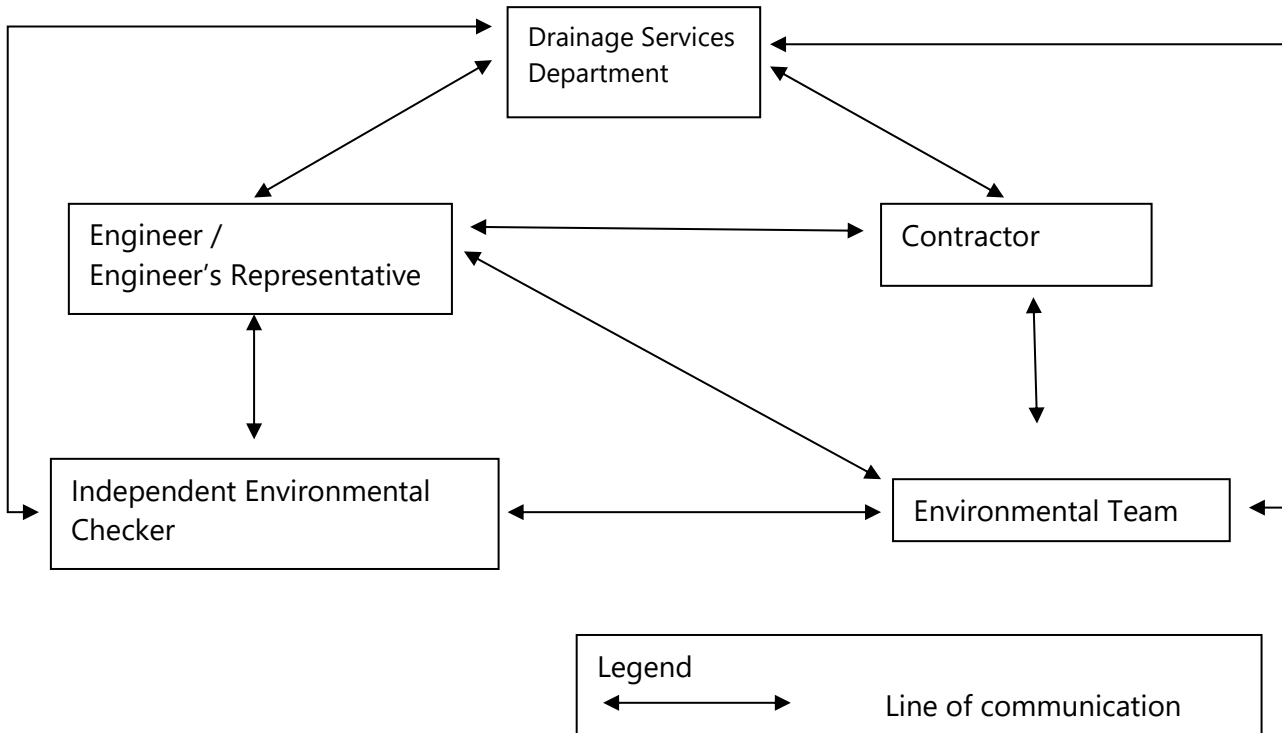 Drainage Services
Department
Engineer /
Engineer’s Representative
Contractor
Independent Environmental
Checker
Environmental Team
Legend
Line of communication